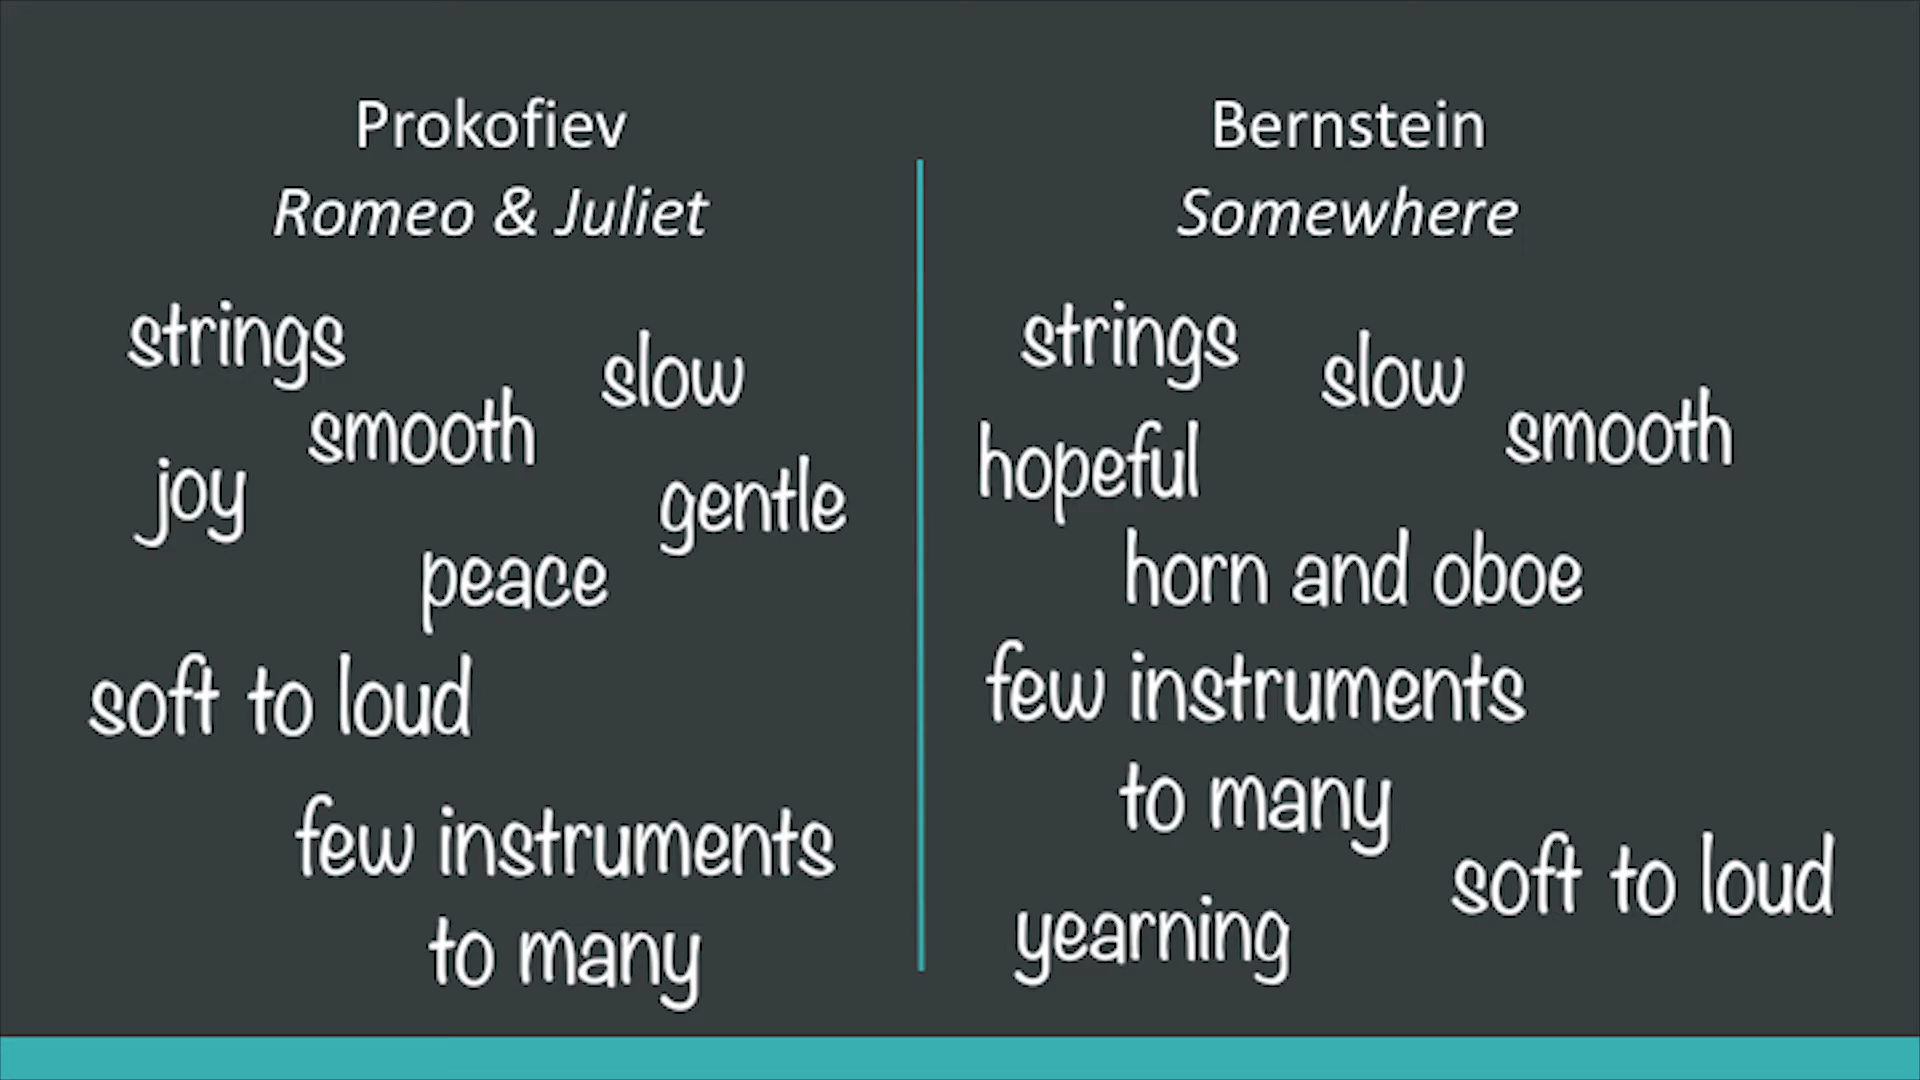 Prokofiev
Romeo & Juliet
strings
slow
smooth
joy
gentle
peace
soft to loud
few instruments
to many
Bernstein
Somewhere
strings
slow
smooth
hopeful
horn and oboe
few instruments
to many
soft to loud
yearning